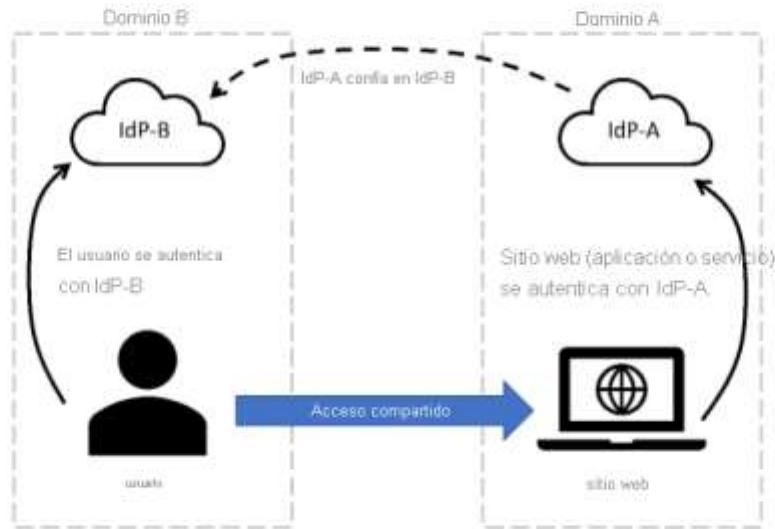 Dominio B
Dominio A
IdP-A confía en IdP-B
IdP-B
IdP-A
El usuario se autentica
con IdP-B
Sitio web (aplicación o servicio)
se autentica con IdP-A
Acceso compartido
usuario
sitio web